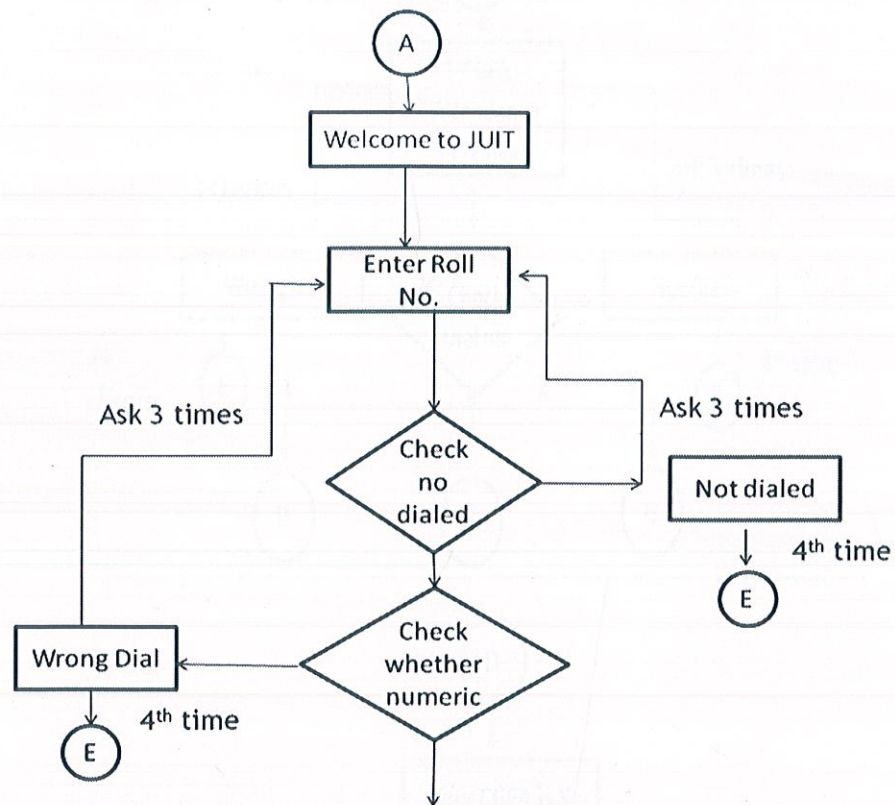 A
Welcome to JUIT
Enter Roll
No.
Ask 3 times
Ask 3 times
Check
no
dialed
Not dialed
4th time
E
Check
whether
numeric
Wrong Dial
4th time
E